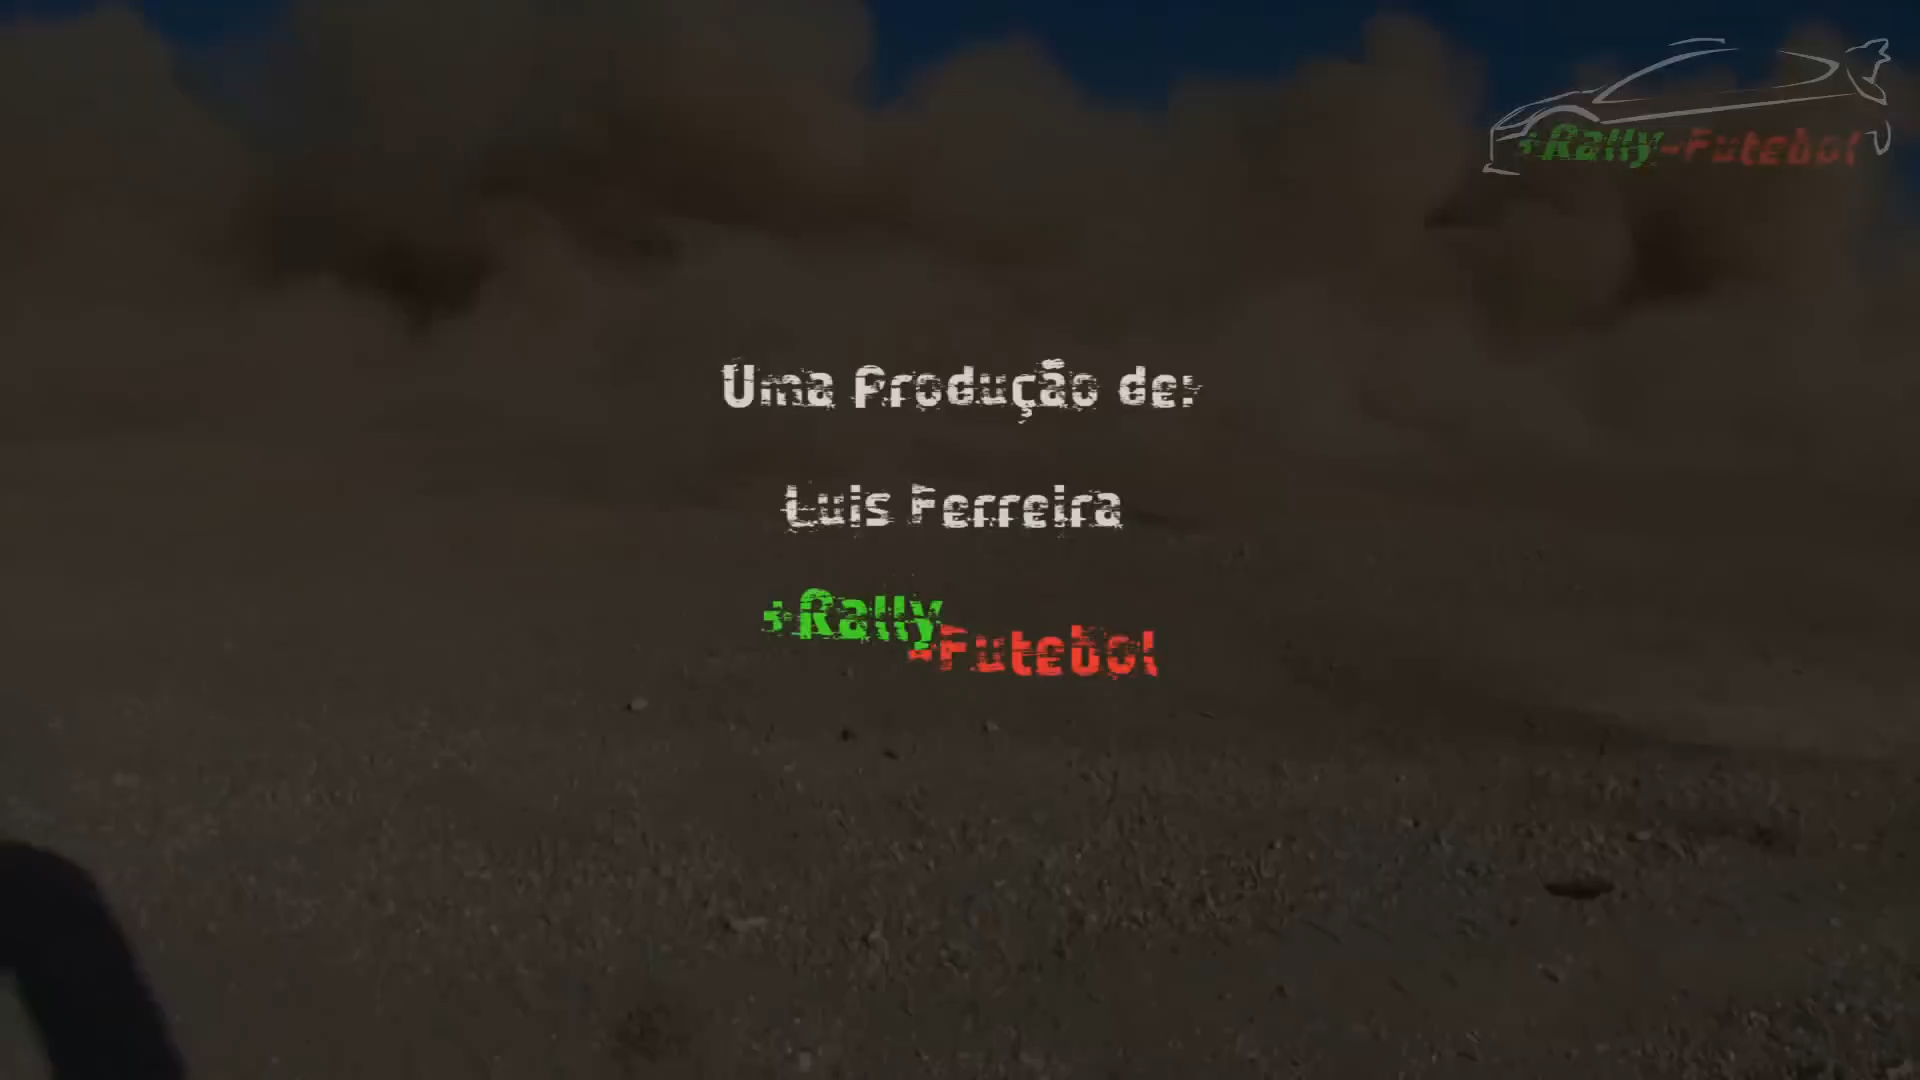 +Rally-Futebol
Uma Produção de:
Luis Ferreira
+Rally
-Futebol